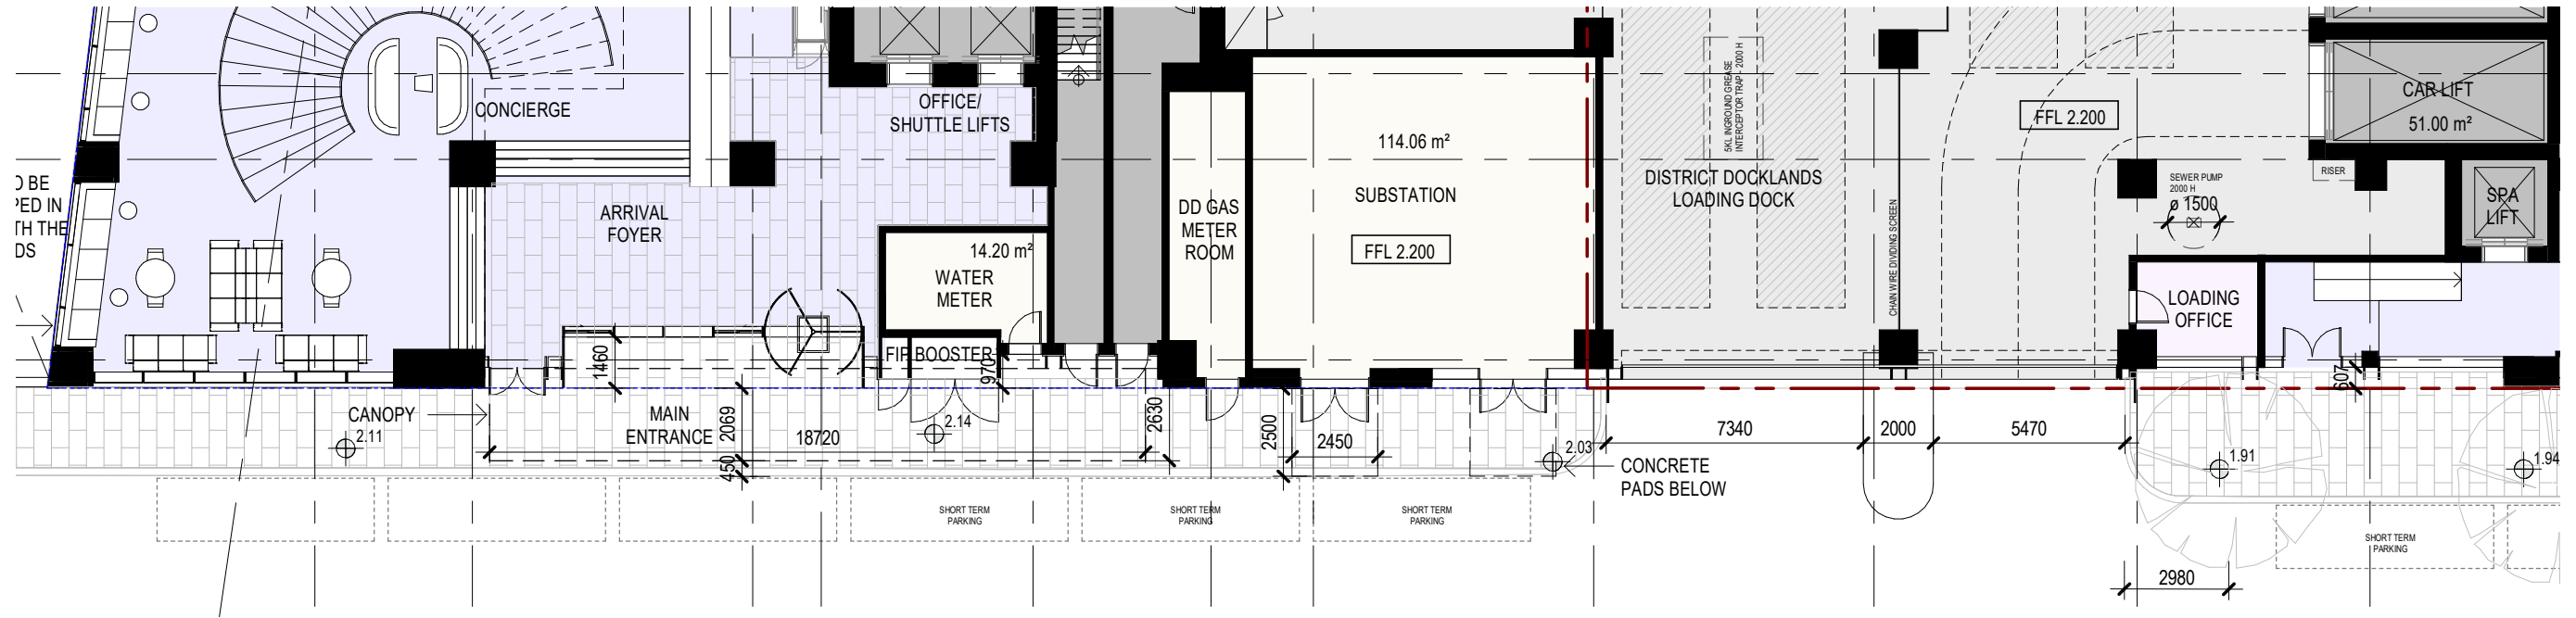 CONCIERGE
OFFICE/
SHUTTLE LIFTS
O BE
PED IN
TH THE
DS
ARRIVAL
FOYER
14.20 m²
WATER
METER
FIP BOOSTER
DD GAS
METER
ROOM
114.06 m²
SUBSTATION
FFL 2.200
5KL INGROUND GREASE
INTERCEPTOR TRAP - 2000 H
DISTRICT DOCKLANDS
LOADING DOCK
CHAIN WIRE DIVIDING SCREEN
FFL 2.200
CAR LIFT
51.00 m²
RISER
SEWER PUMP
2000 H
ø 1500
SPA
LIFT
LOADING
OFFICE
1460
970
607
CANOPY
2.11
MAIN
ENTRANCE
2069
450
18720
2.14
2630
2500
2450
2.03
CONCRETE
PADS BELOW
7340
2000
5470
1.91
1.94
SHORT TERM
PARKING
SHORT TERM
PARKING
SHORT TERM
PARKING
SHORT TERM
PARKING
2980